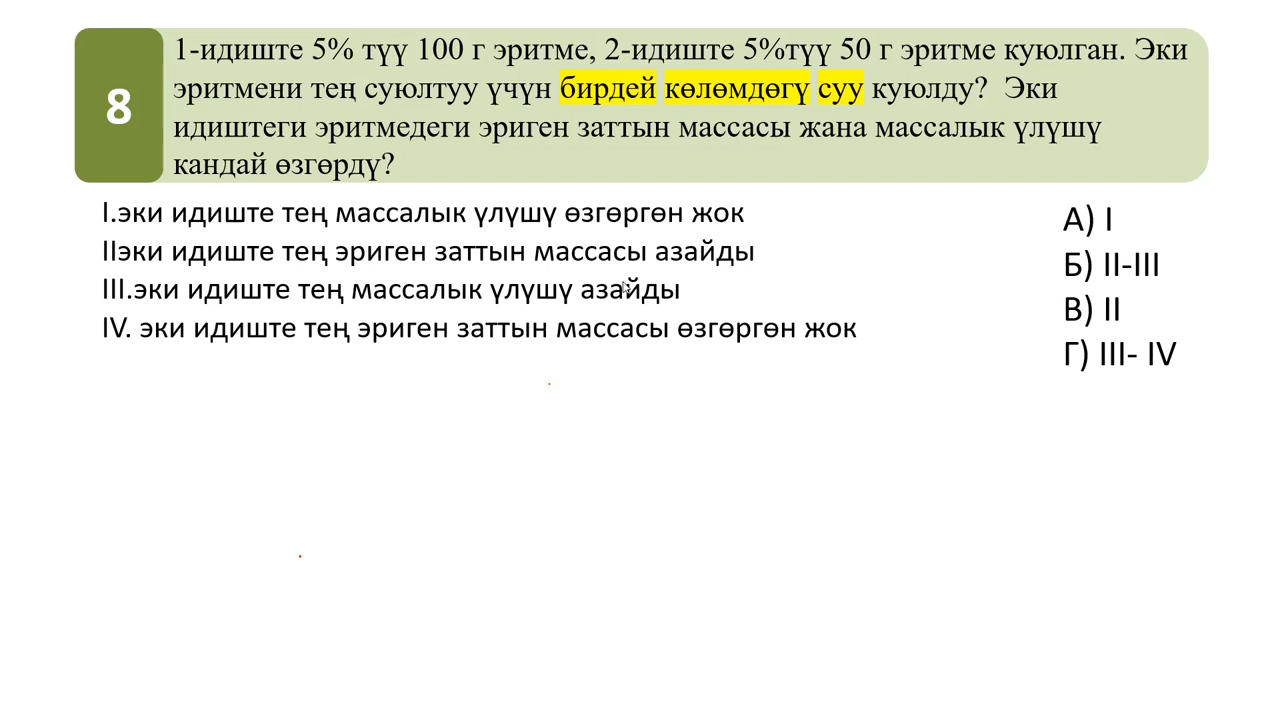 8
1-идиште 5% түү 100 г эритме, 2-идиште 5%түү 50 г эритме куюлган. Эки
эритмени тең суюлтуу үчүн бирдей көлөмдөгү суу куюлду? Эки
идиштеги эритмедеги эриген заттын массасы жана массалык үлүшү
кандай өзгөрдү?
I.эки идиште тең массалык үлүшү өзгөргөн жок
IIэки идиште тең эриген заттын массасы азайды
III.эки идиште тең массалык үлүшү азайды
IV. эки идиште тең эриген заттын массасы өзгөргөн жок
А) I
Б) II-III
В) II
Г) III- IV